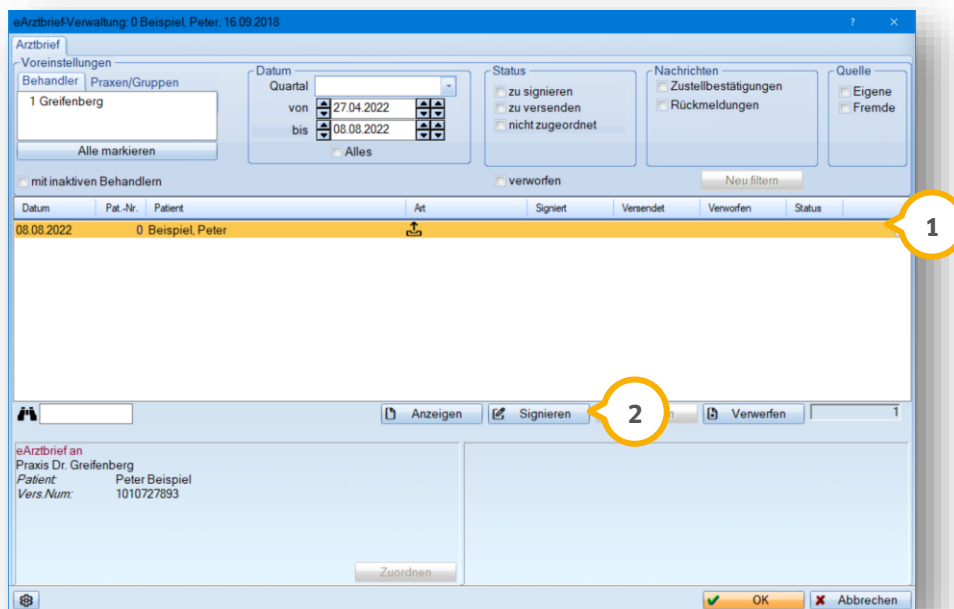 eArztbrief-Verwaltung: 0 Beispiel, Peter, 16.09.2018 ?
Arztbrief
Voreinstellungen
Behandler Praxen/Gruppen
1 Greifenberg
Alle markieren
mit inaktiven Behandlern
Datum
Quartal
von 27.04.2022
bis 08.08.2022
Alles
Status
zu signieren
zu versenden
nicht zugeordnet
verworfen
Nachrichten
Zustellbestätigungen
Rückmeldungen
Neu filtern
Quelle
Eigene
Fremde
Datum Pat.-Nr. Patient Art Signiert Versendet Verworfen Status
08.08.2022 0 Beispiel, Peter
1
Anzeigen Signieren Verwerfen 1
2
eArztbrief an
Praxis Dr. Greifenberg
Patient: Peter Beispiel
Vers.Num: 1010727893
Zuordnen
OK Abbrechen